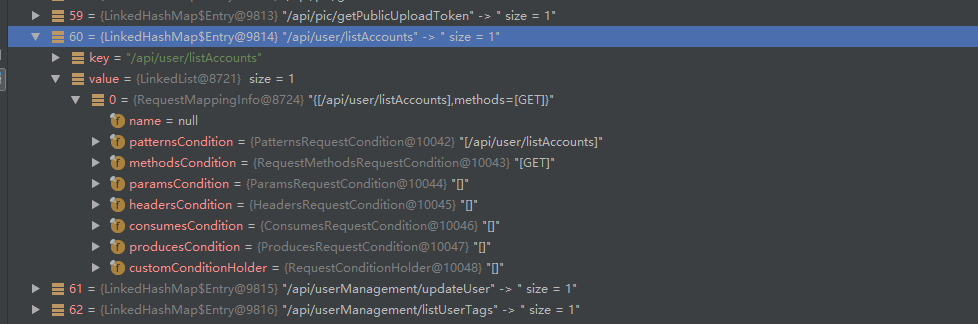 59 = {LinkedHashMap$Entry@9813} "/api/pic/getPublicUploadToken" -> " size = 1"
60 = {LinkedHashMap$Entry@9814} "/api/user/listAccounts" -> " size = 1"
key = "/api/user/listAccounts"
value = {LinkedList@8721} size = 1
0 = {RequestMappingInfo@8724} "{[/api/user/listAccounts],methods=[GET]}"
name = null
patternsCondition = {PatternsRequestCondition@10042} "[/api/user/listAccounts]"
methodsCondition = {RequestMethodsRequestCondition@10043} "[GET]"
paramsCondition = {ParamsRequestCondition@10044} "[]"
headersCondition = {HeadersRequestCondition@10045} "[]"
consumesCondition = {ConsumesRequestCondition@10046} "[]"
producesCondition = {ProducesRequestCondition@10047} "[]"
customConditionHolder = {RequestConditionHolder@10048} "[]"
61 = {LinkedHashMap$Entry@9815} "/api/userManagement/updateUser" -> " size = 1"
62 = {LinkedHashMap$Entry@9816} "/api/userManagement/listUserTags" -> " size = 1"